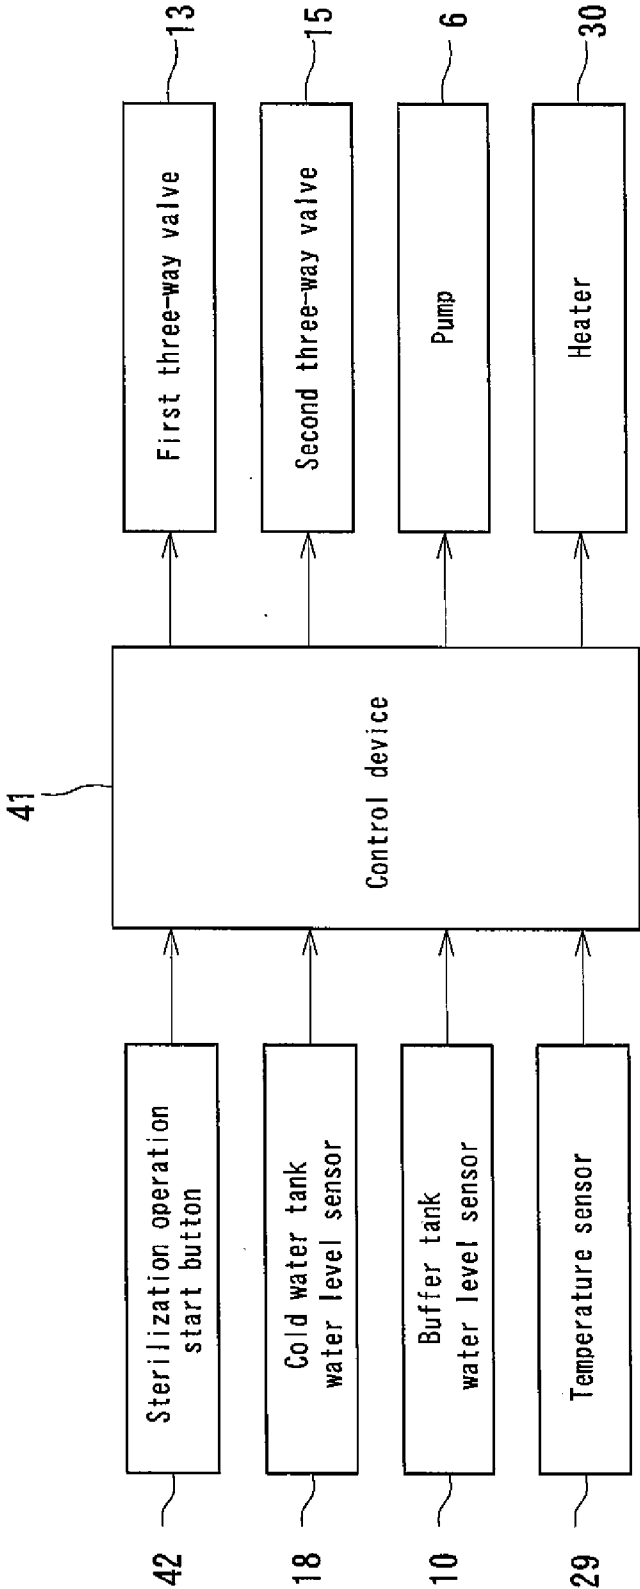 41
42
Sterilization operation
start button
18
Cold water tank
water level sensor
10
Buffer tank
water level sensor
29
Temperature sensor
Control device
First three-way valve
13
Second three-way valve
15
Pump
6
Heater
30